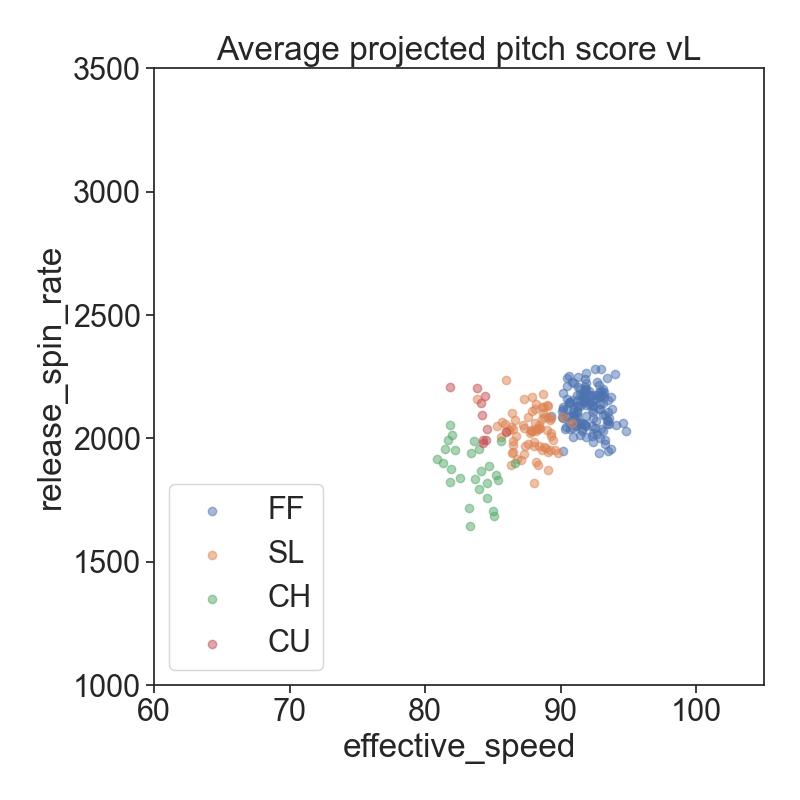 Average projected pitch score vL
release_spin_rate
3500
3000
2500
2000
1500
1000
FF
SL
CH
CU
60
70
80
90
100
effective_speed